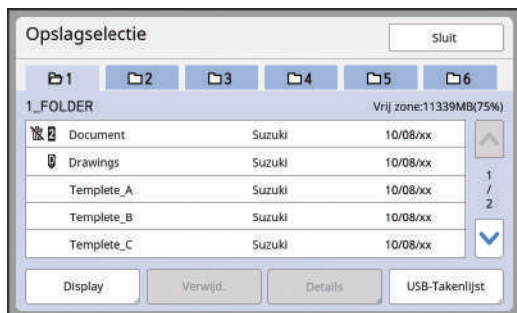 Opslagselectie Sluit
1 2 3 4 5 6
1_FOLDER Vrij zone:11339MB(75%)
2 Document Suzuki 10/08/xx
Drawings Suzuki 10/08/xx
Templete_A Suzuki 10/08/xx
Templete_B Suzuki 10/08/xx
Templete_C Suzuki 10/08/xx
1
/
2
Display Verwijd. Details USB-Takenlijst